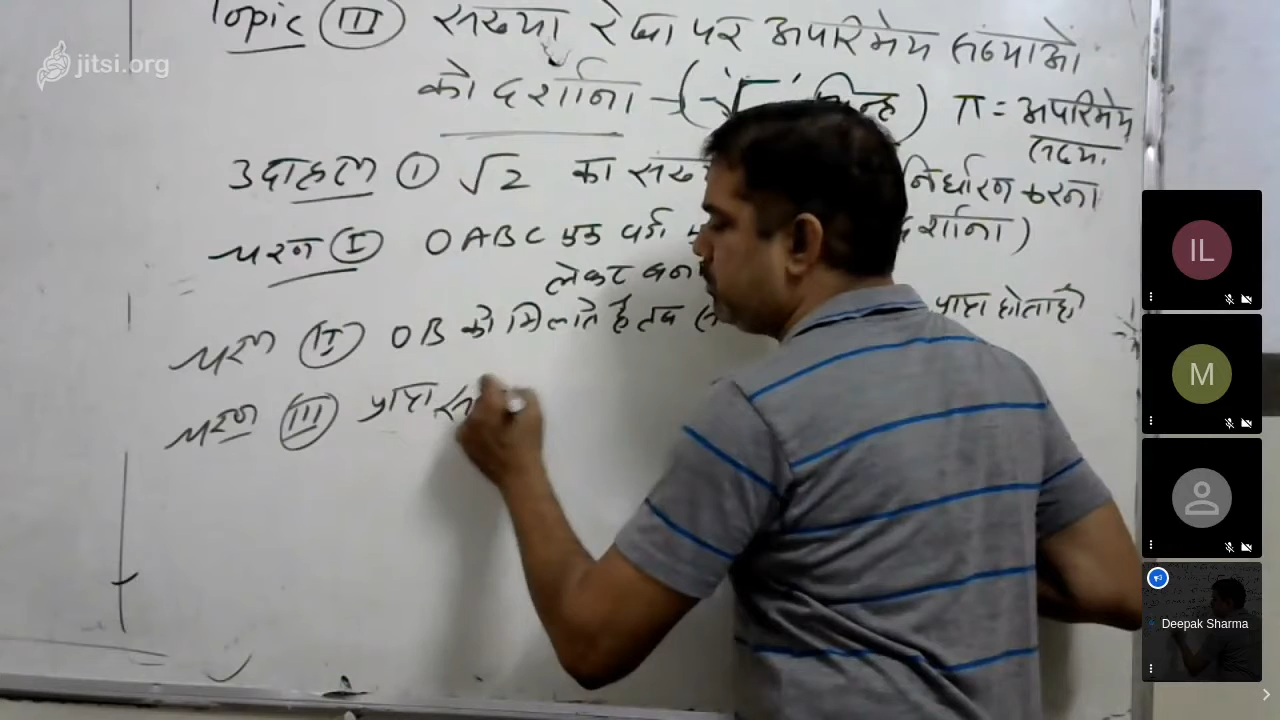 jitsi.org
Topic (III) संख्या रेखा पर अपरिमेय संख्याओं
को दर्शाना → (√ चिन्ह) π = अपरिमेय
संख्या
उदाहरण ① √2 का निर्धारण करना
चरण (I) OABC एक वर्ग दर्शाना)
लेकर
चरण (II) OB को मिलाते है तब प्राप्त होता है
चरण (III) प्राप्त
IL
M
Deepak Sharma